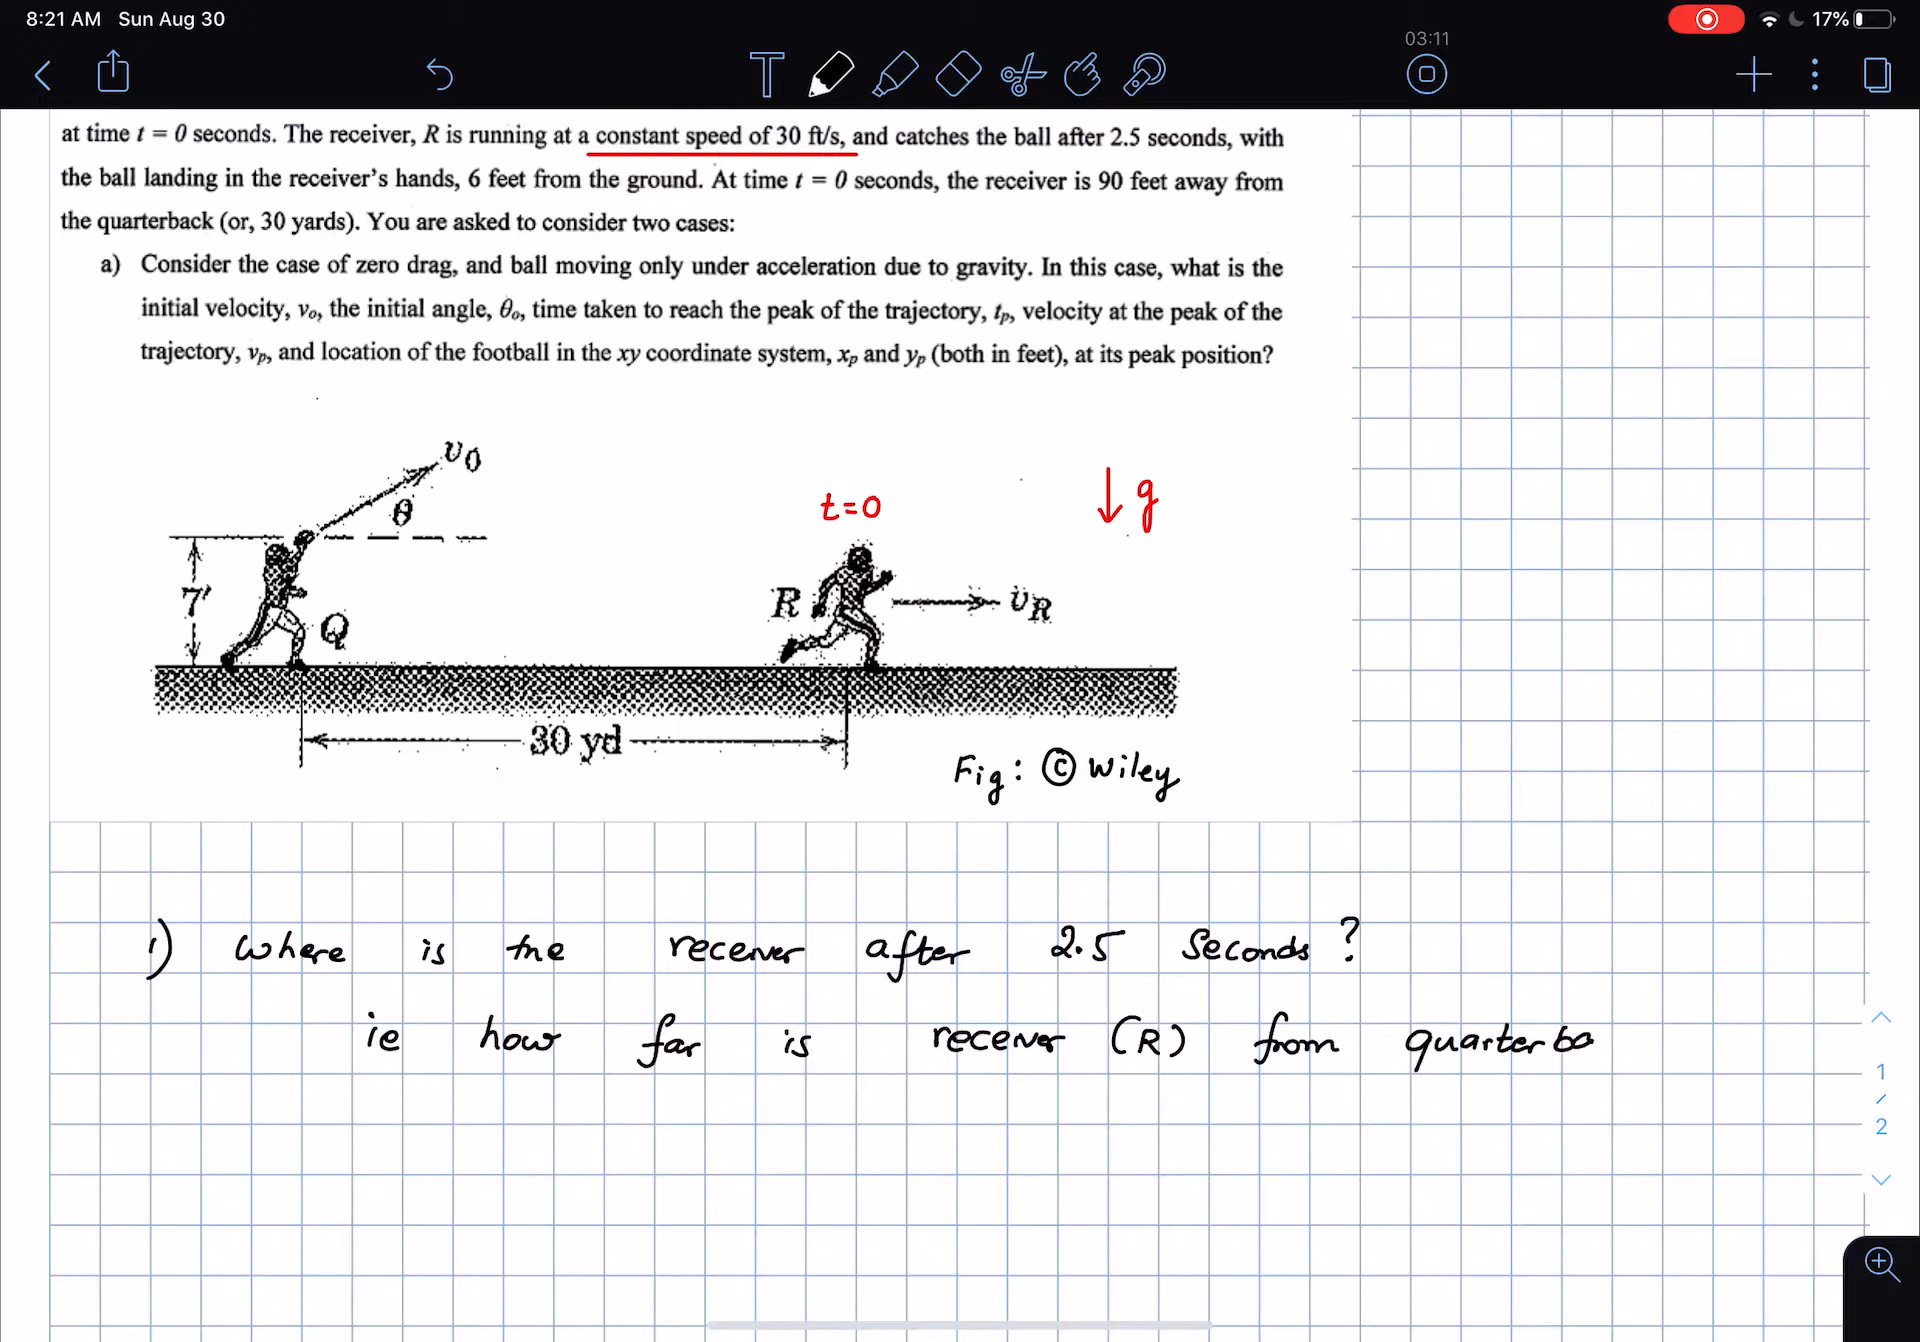 8:21 AM Sun Aug 30
17%
03:11
T
at time t = 0 seconds. The receiver, R is running at a constant speed of 30 ft/s, and catches the ball after 2.5 seconds, with
the ball landing in the receiver's hands, 6 feet from the ground. At time t = 0 seconds, the receiver is 90 feet away from
the quarterback (or, 30 yards). You are asked to consider two cases:
a) Consider the case of zero drag, and ball moving only under acceleration due to gravity. In this case, what is the
initial velocity, vₒ, the initial angle, θₒ, time taken to reach the peak of the trajectory, tₚ, velocity at the peak of the
trajectory, vₚ, and location of the football in the xy coordinate system, xₚ and yₚ (both in feet), at its peak position?
v₀
θ
t=0
g
7'
Q
R
v_R
30 yd
Fig: © Wiley
1) where is the receiver after 2.5 seconds?
ie how far is receiver (R) from quarterba
1
/
2